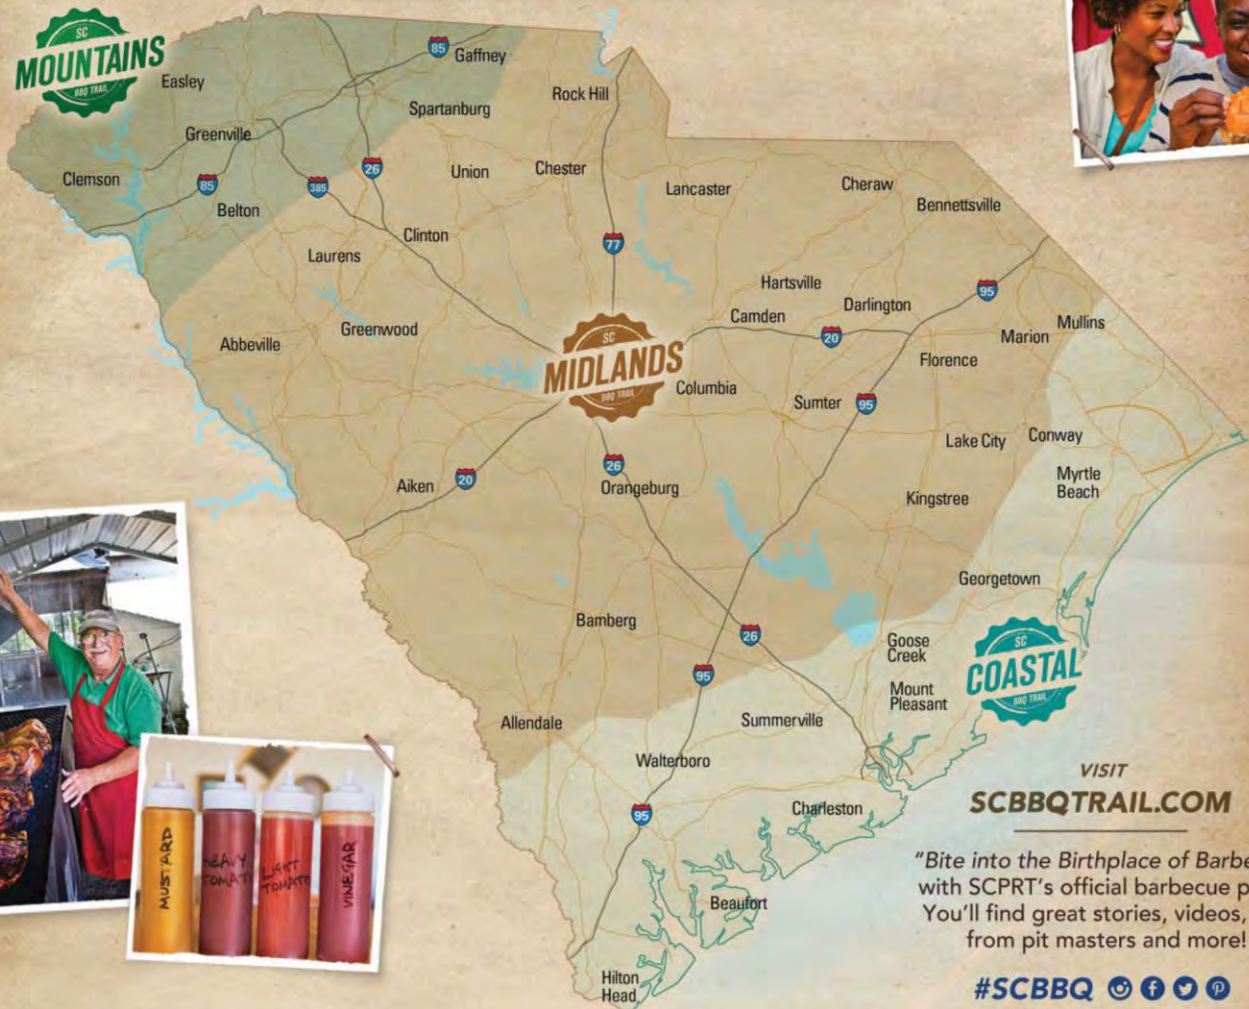 SC
MOUNTAINS
BBQ TRAIL
Easley
85
Gaffney
Rock Hill
Spartanburg
Greenville
Clemson
85
385
26
Union
Chester
Belton
Lancaster
Cheraw
Bennettsville
Clinton
Laurens
77
Hartsville
95
Camden
Darlington
20
Marion
Mullins
Abbeville
Greenwood
SC
MIDLANDS
BBQ TRAIL
Florence
Columbia
Sumter
95
Lake City
Conway
Aiken
20
26
Orangeburg
Kingstree
Myrtle
Beach
Georgetown
Bamberg
26
Goose
Creek
SC
COASTAL
BBQ TRAIL
95
Mount
Pleasant
Allendale
Summerville
Walterboro
95
Charleston
Beaufort
Hilton
Head
MUSTARD
HEAVY
TOMATO
LIGHT
TOMATO
VINEGAR
VISIT
SCBBQTRAIL.COM
"Bite into the Birthplace of Barbe
with SCPRT's official barbecue p
You'll find great stories, videos,
from pit masters and more!
#SCBBQ